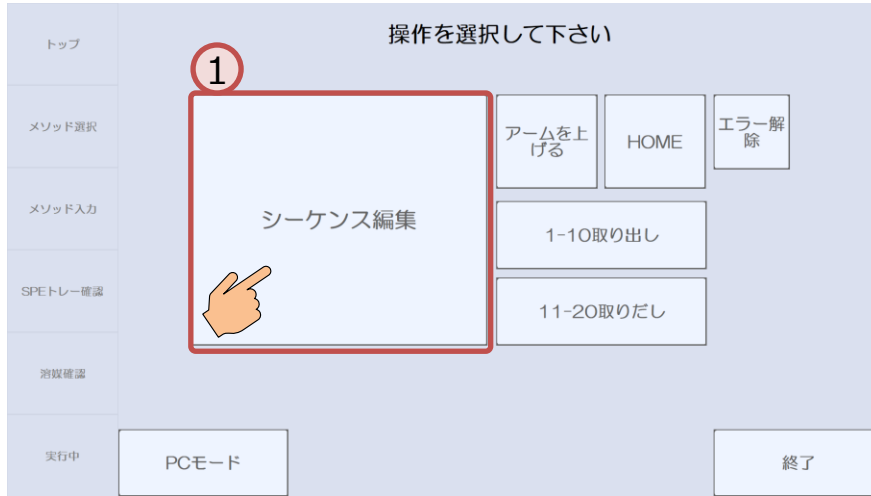 操作を選択して下さい
1
トップ
メソッド選択
メソッド入力
SPEトレー確認
溶媒確認
実行中
シーケンス編集
アームを上
げる
HOME
エラー解
除
1-10取り出し
11-20取りだし
PCモード
終了